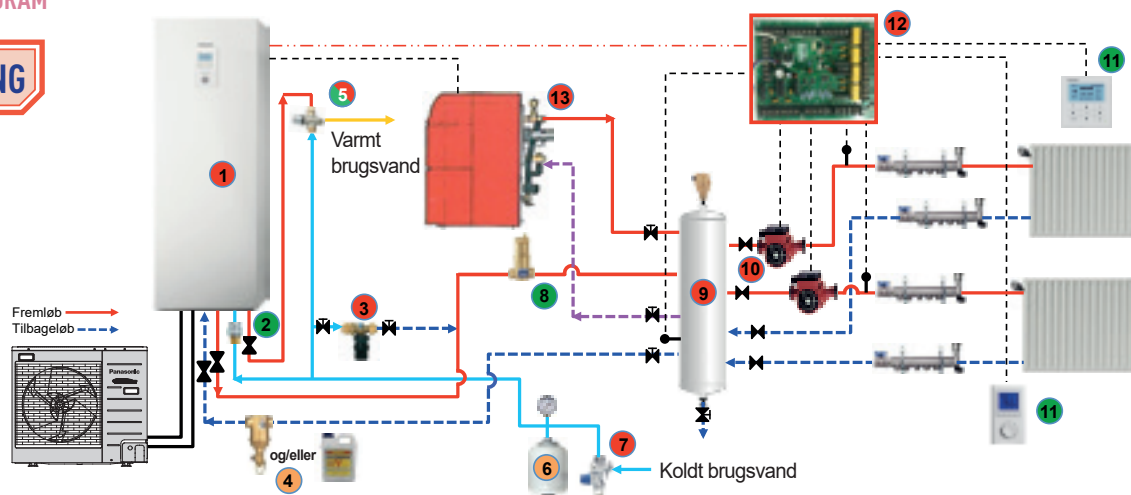 GRAM
NG
12
11
5
13
Varmt
brugsvand
1
10
9
8
3
2
Fremløb
Tilbageløb
Panasonic
og/eller
4
6
7
Koldt brugsvand
11